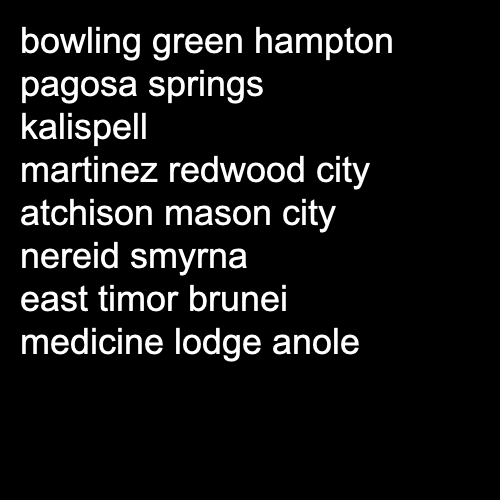 bowling green hampton
pagosa springs
kalispell
martinez redwood city
atchison mason city
nereid smyrna
east timor brunei
medicine lodge anole